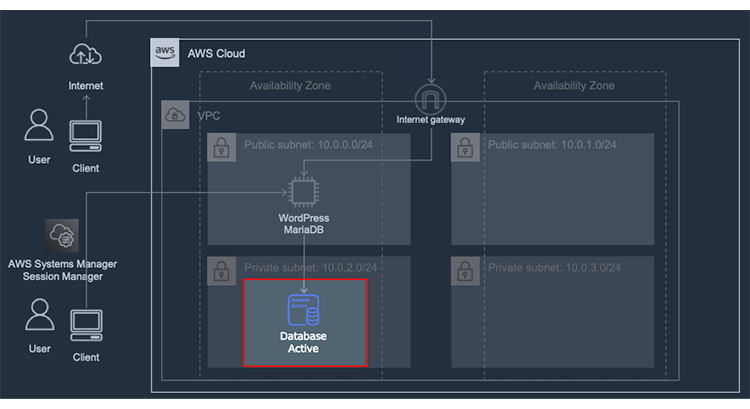 aws
AWS Cloud
Availability Zone
Availability Zone
Internet
VPC
Internet gateway
User
Client
Public subnet: 10.0.0.0/24
Public subnet: 10.0.1.0/24
WordPress
MariaDB
AWS Systems Manager
Session Manager
Private subnet: 10.0.2.0/24
Private subnet: 10.0.3.0/24
User
Client
Database
Active